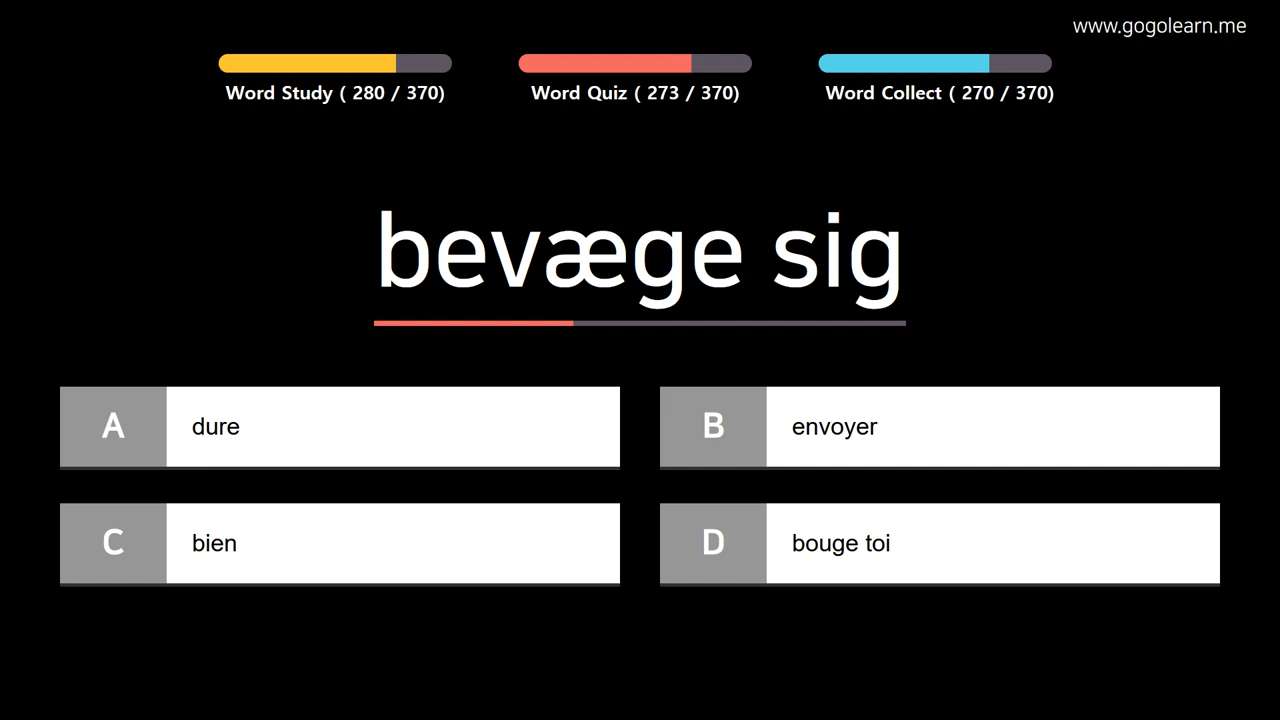 www.gogolearn.me
Word Study ( 280 / 370)
Word Quiz ( 273 / 370)
Word Collect ( 270 / 370)
bevæge sig
A dure
B envoyer
C bien
D bouge toi